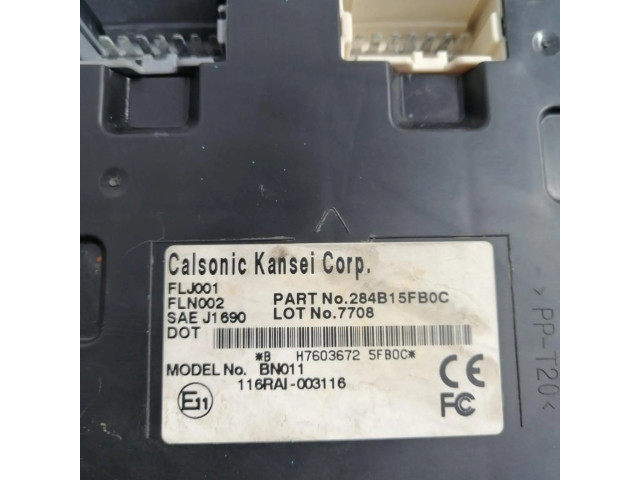 Calsonic Kansei Corp.
FLJ001
FLN002 PART No.284B15FB0C
SAE J1690 LOT No.7708
DOT
*B H7603672 5FB0C*
MODEL No. BN011
116RAI-003116
E11
CE
FC
>PP-T20<